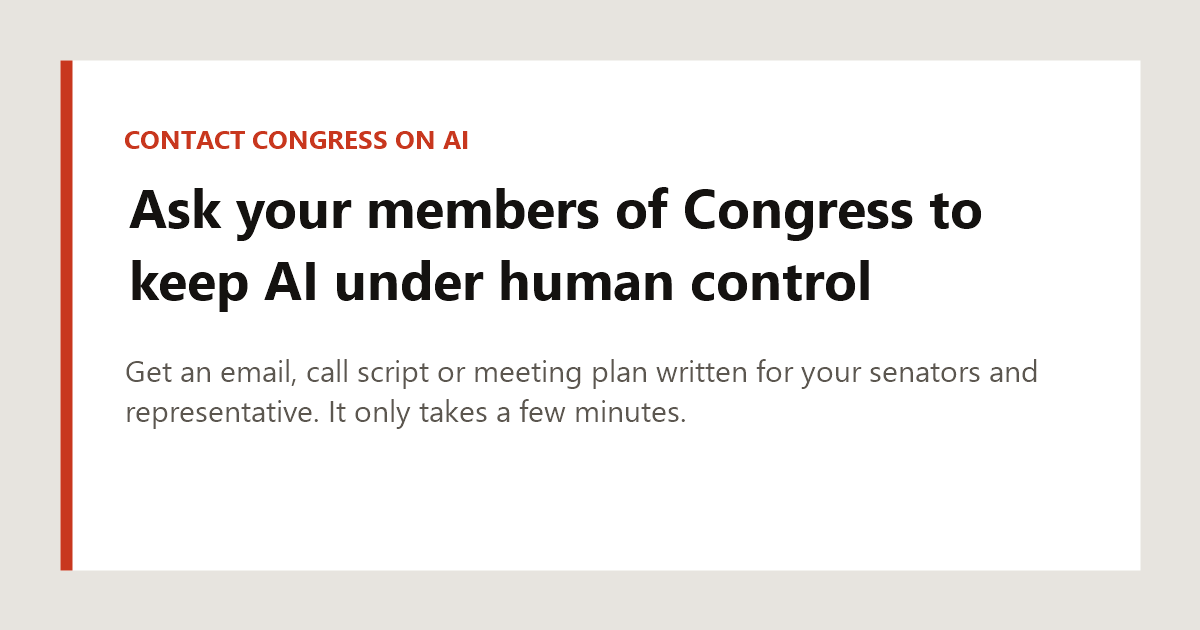 CONTACT CONGRESS ON AI
Ask your members of Congress to
keep AI under human control
Get an email, call script or meeting plan written for your senators and
representative. It only takes a few minutes.